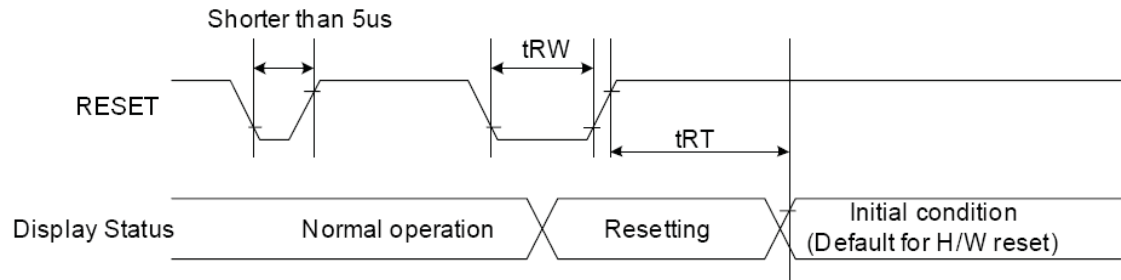 Shorter than 5us
tRW
RESET
tRT
Display Status
Normal operation
Resetting
Initial condition
(Default for H/W reset)